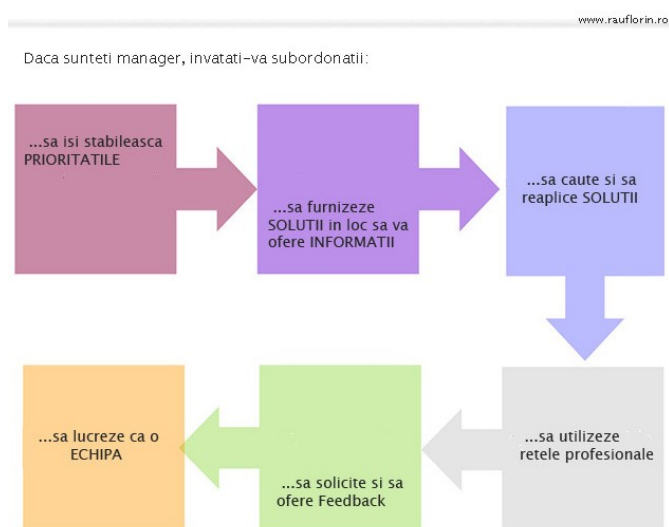 www.rauflorin.ro
Daca sunteti manager, invatati-va subordonatii:
...sa isi stabileasca
PRIORITATILE
...sa furnizeze
SOLUTII in loc sa va
ofere INFORMATII
...sa caute si sa
reaplice SOLUTII
...sa utilizeze
retele profesionale
...sa solicite si sa
ofere Feedback
...sa lucreze ca o
ECHIPA